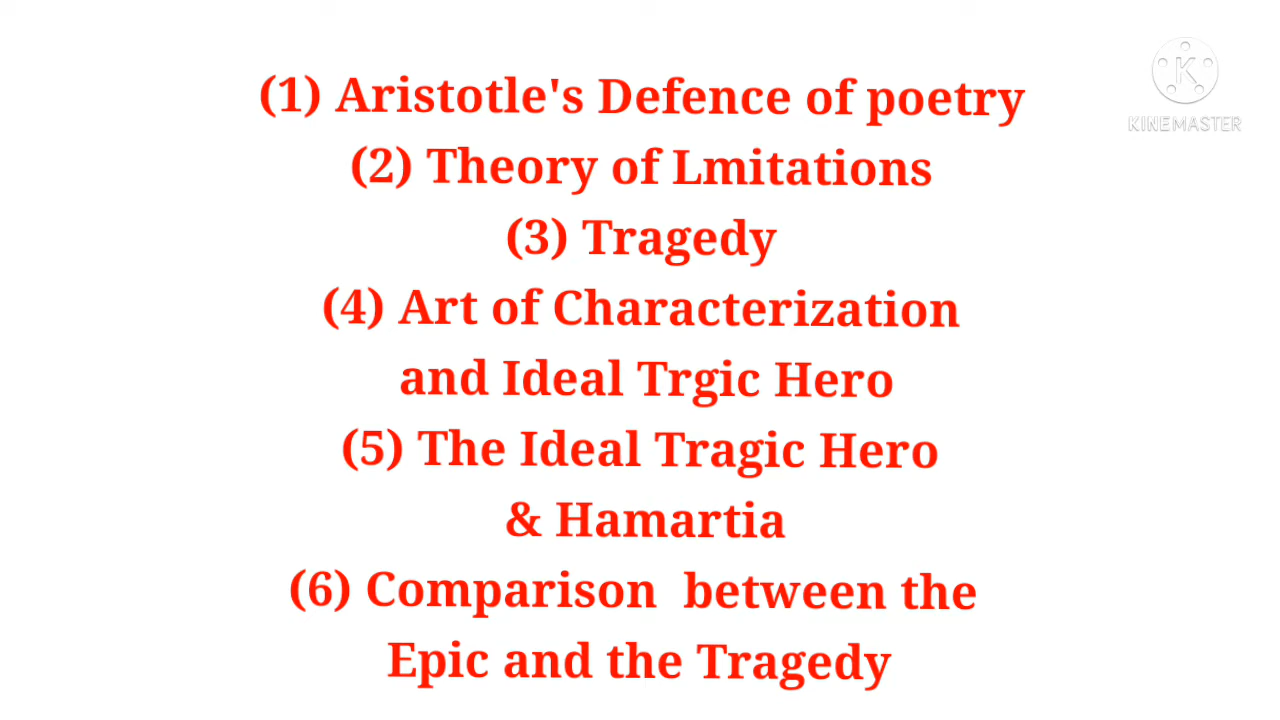 (1) Aristotle's Defence of poetry
K
KINEMASTER
(2) Theory of Lmitations
(3) Tragedy
(4) Art of Characterization
and Ideal Trgic Hero
(5) The Ideal Tragic Hero
& Hamartia
(6) Comparison between the
Epic and the Tragedy